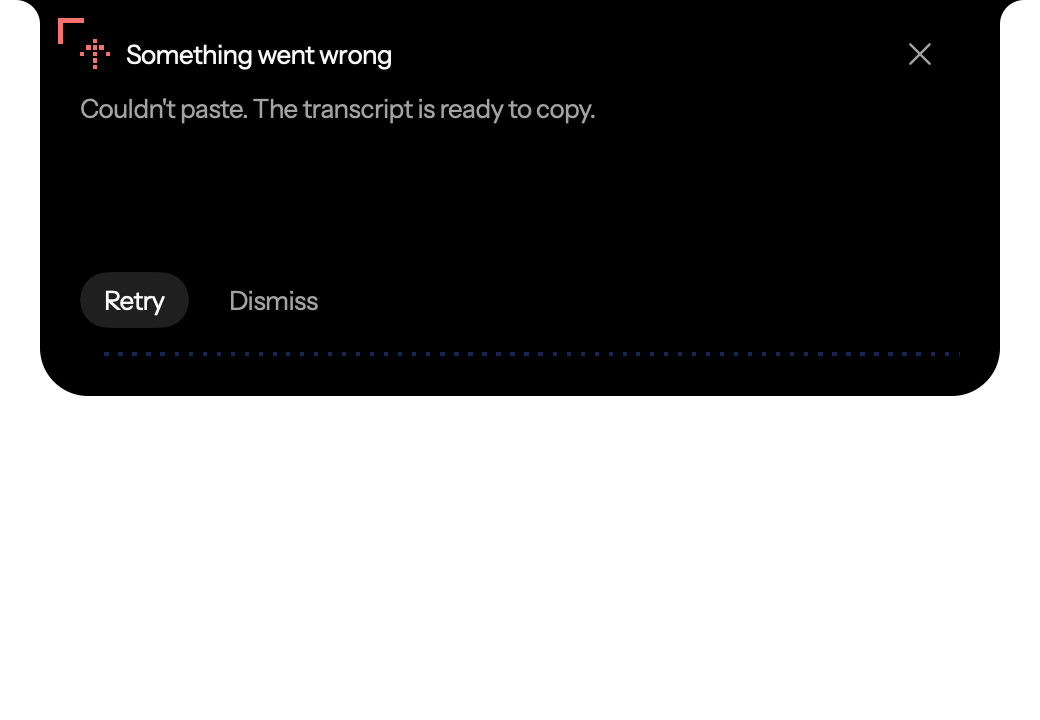 Something went wrong
Couldn't paste. The transcript is ready to copy.
Retry
Dismiss